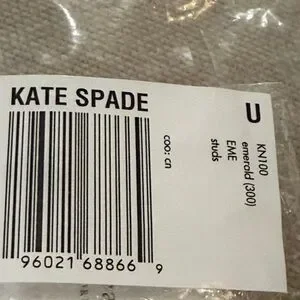 KATE SPADE
U
KN100
emerald (300)
EME
studs
coo: cn
96021 68866 9